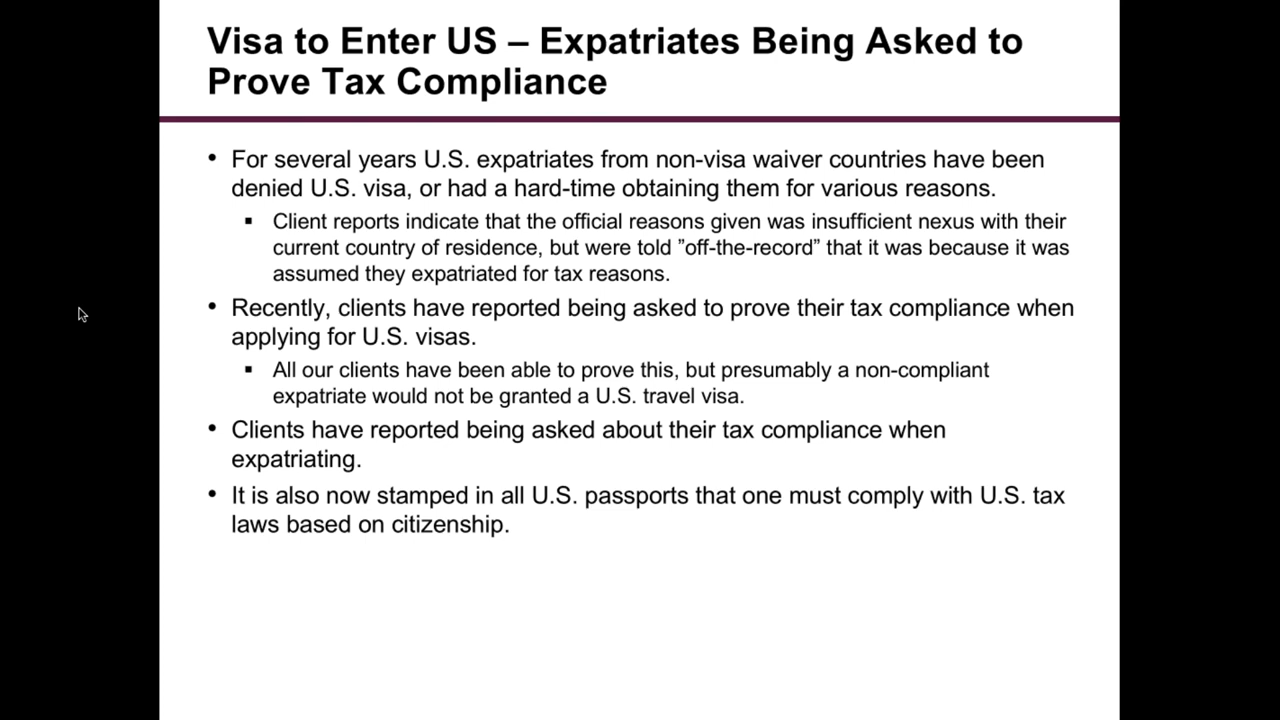 Visa to Enter US – Expatriates Being Asked to
Prove Tax Compliance
• For several years U.S. expatriates from non-visa waiver countries have been
denied U.S. visa, or had a hard-time obtaining them for various reasons.
▪ Client reports indicate that the official reasons given was insufficient nexus with their
current country of residence, but were told ”off-the-record” that it was because it was
assumed they expatriated for tax reasons.
• Recently, clients have reported being asked to prove their tax compliance when
applying for U.S. visas.
▪ All our clients have been able to prove this, but presumably a non-compliant
expatriate would not be granted a U.S. travel visa.
• Clients have reported being asked about their tax compliance when
expatriating.
• It is also now stamped in all U.S. passports that one must comply with U.S. tax
laws based on citizenship.